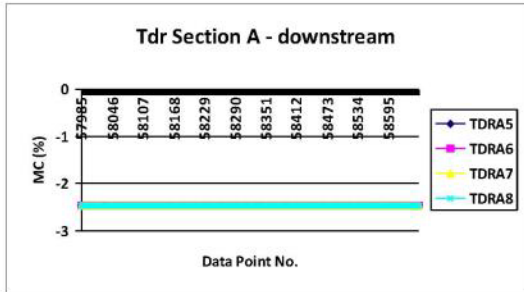 Tdr Section A - downstream
0
-1
-2
-3
MC (%)
57985
58046
58107
58168
58229
58290
58351
58412
58473
58534
58595
Data Point No.
TDRA5
TDRA6
TDRA7
TDRA8